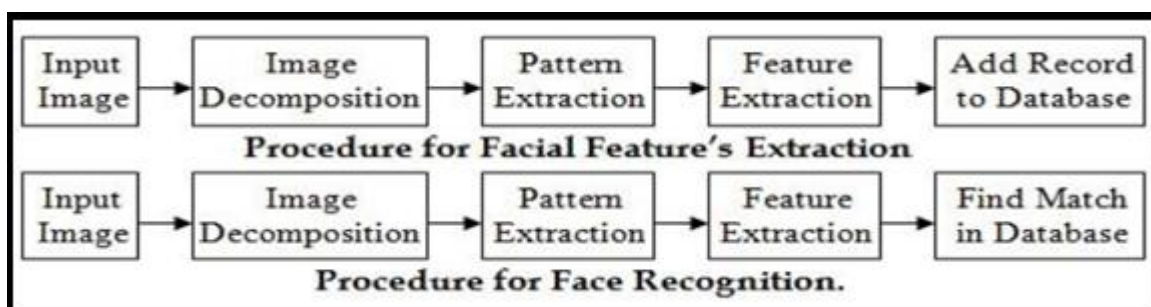 Input Image
Image Decomposition
Pattern Extraction
Feature Extraction
Add Record to Database
Procedure for Facial Feature's Extraction
Input Image
Image Decomposition
Pattern Extraction
Feature Extraction
Find Match in Database
Procedure for Face Recognition.